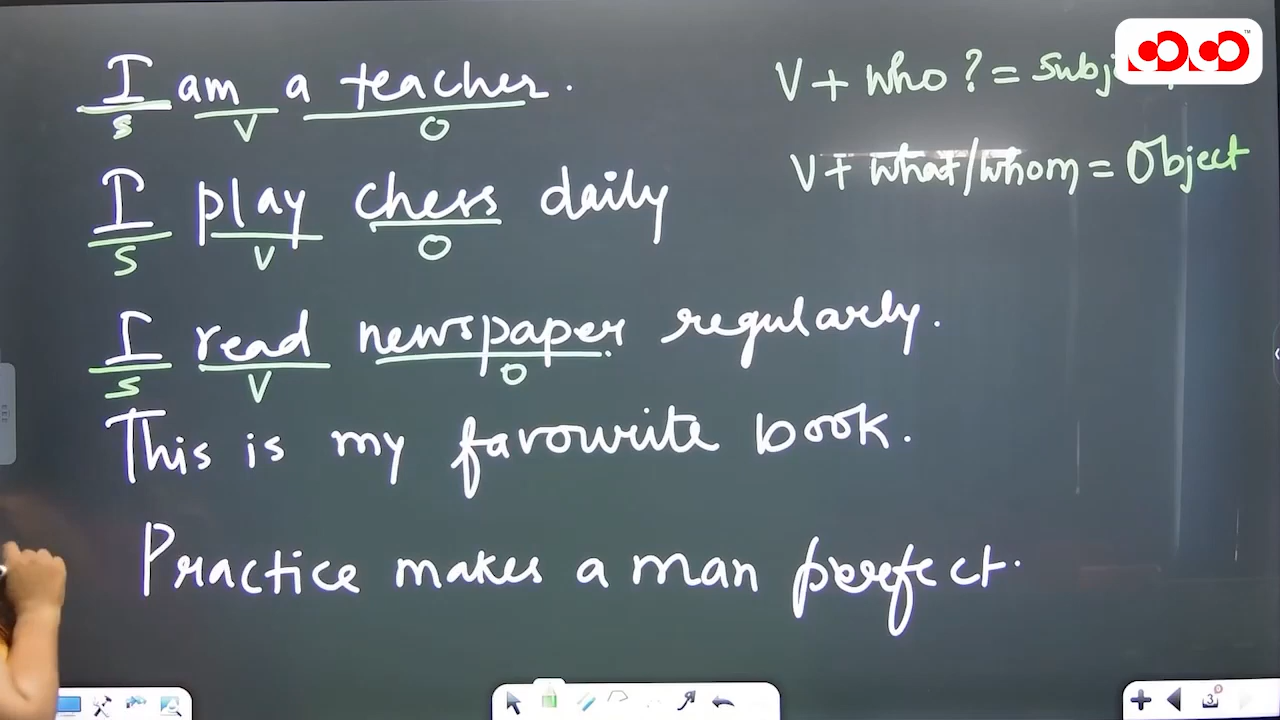 I am a teacher.
S V O
I play chess daily
S V O
I read newspaper regularly.
S V O
This is my favourite book.
Practice makes a man perfect.
V + Who ? =
V + what/whom = Object
3